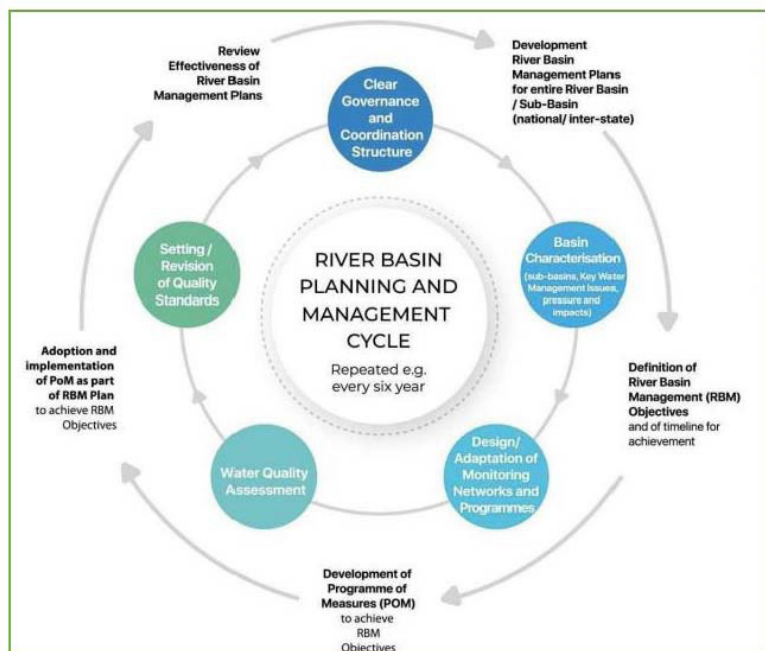 Review
Effectiveness of
River Basin
Management Plans
Development
River Basin
Management Plans
for entire River Basin
/ Sub-Basin
(national/ inter-state)
Clear
Governance
and
Coordination
Structure
Setting /
Revision
of Quality
Standards
Basin
Characterisation
(sub-basins, Key Water
Management Issues,
pressure and
impacts)
RIVER BASIN
PLANNING AND
MANAGEMENT
CYCLE
Repeated e.g.
every six year
Adoption and
implementation
of PoM as part
of RBM Plan
to achieve RBM
Objectives
Definition of
River Basin
Management (RBM)
Objectives
and of timeline for
achievement
Water Quality
Assessment
Design/
Adaptation of
Monitoring
Networks and
Programmes
Development of
Programme of
Measures (POM)
to achieve
RBM
Objectives